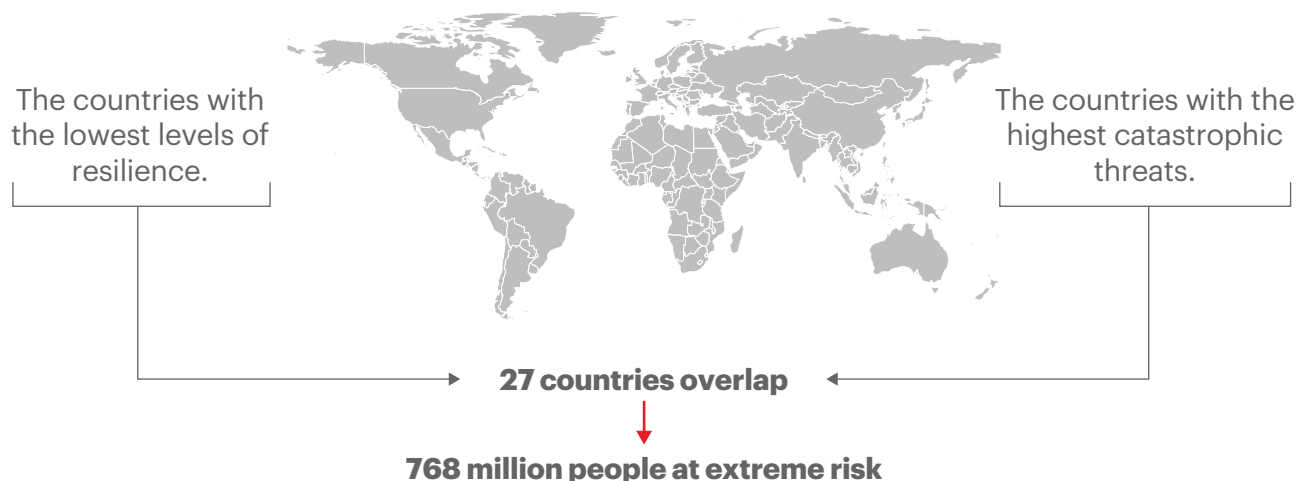 The countries with
the lowest levels of
resilience.
The countries with the
highest catastrophic
threats.
27 countries overlap
768 million people at extreme risk